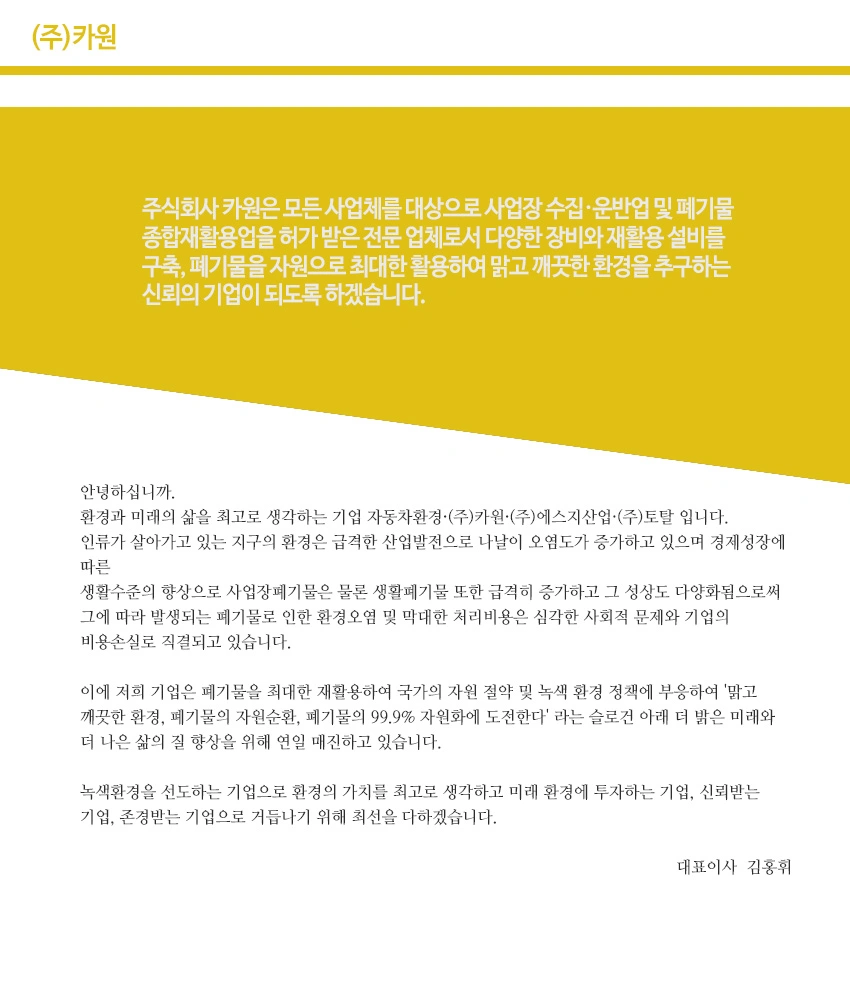 (주)카원
주식회사 카원은 모든 사업체를 대상으로 사업장 수집·운반업 및 폐기물
종합재활용업을 허가 받은 전문 업체로서 다양한 장비와 재활용 설비를
구축, 폐기물을 자원으로 최대한 활용하여 맑고 깨끗한 환경을 추구하는
신뢰의 기업이 되도록 하겠습니다.
안녕하십니까.
환경과 미래의 삶을 최고로 생각하는 기업 자동차환경·(주)카원·(주)에스지산업·(주)토탈 입니다.
인류가 살아가고 있는 지구의 환경은 급격한 산업발전으로 나날이 오염도가 증가하고 있으며 경제성장에
따른
생활수준의 향상으로 사업장폐기물은 물론 생활폐기물 또한 급격히 증가하고 그 성상도 다양화됨으로써
그에 따라 발생되는 폐기물로 인한 환경오염 및 막대한 처리비용은 심각한 사회적 문제와 기업의
비용손실로 직결되고 있습니다.
이에 저희 기업은 폐기물을 최대한 재활용하여 국가의 자원 절약 및 녹색 환경 정책에 부응하여 '맑고
깨끗한 환경, 폐기물의 자원순환, 폐기물의 99.9% 자원화에 도전한다' 라는 슬로건 아래 더 밝은 미래와
더 나은 삶의 질 향상을 위해 연일 매진하고 있습니다.
녹색환경을 선도하는 기업으로 환경의 가치를 최고로 생각하고 미래 환경에 투자하는 기업, 신뢰받는
기업, 존경받는 기업으로 거듭나기 위해 최선을 다하겠습니다.
대표이사 김홍휘